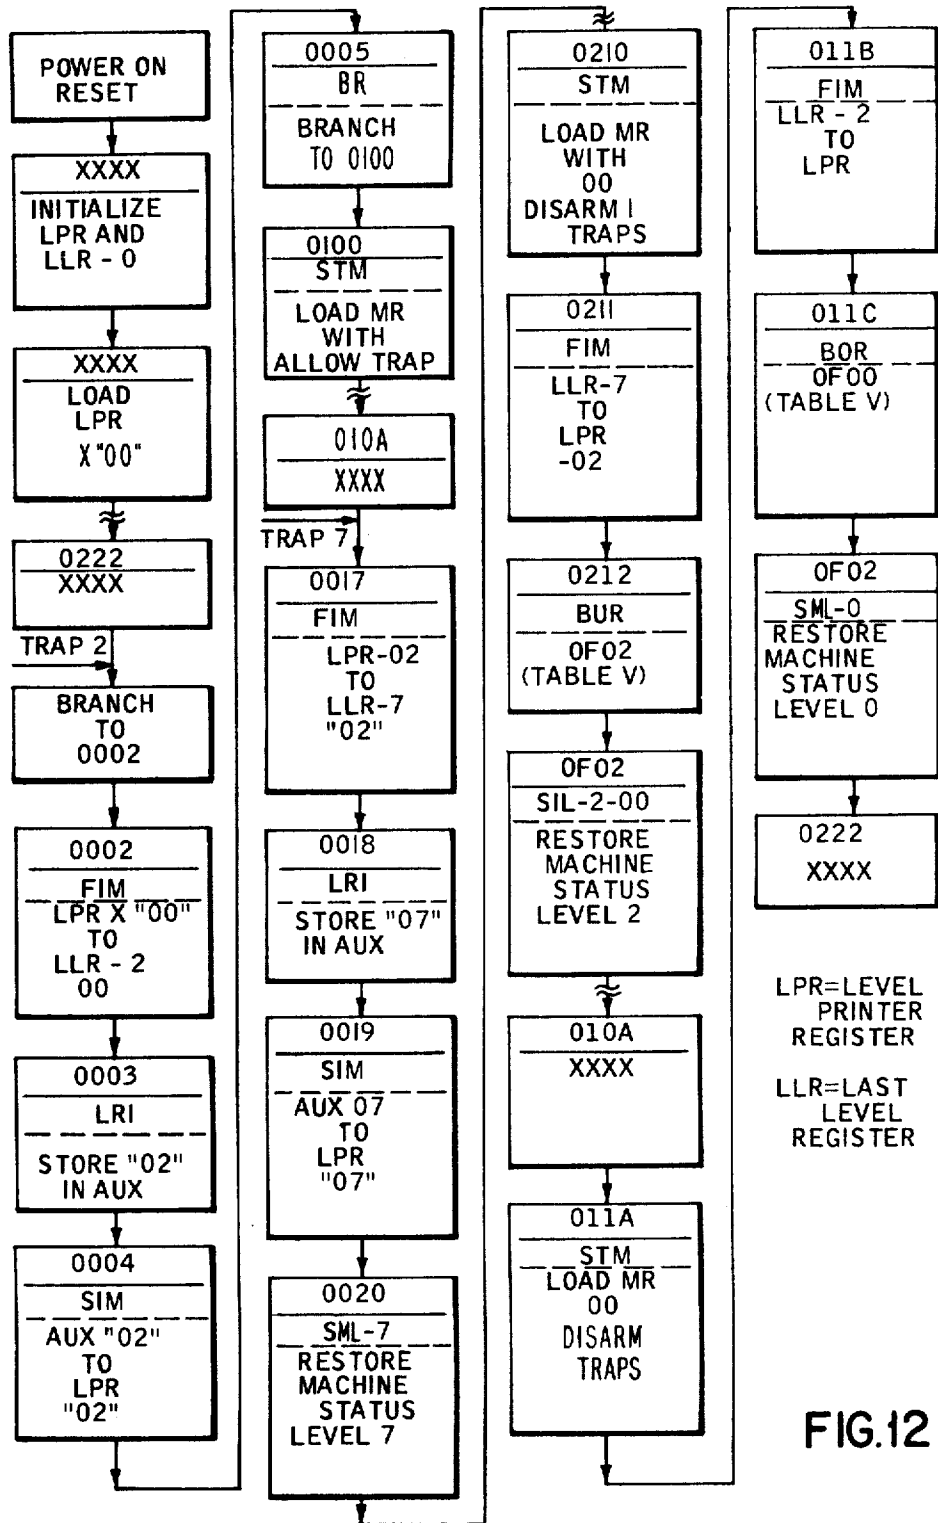 POWER ON
RESET
XXXX
INITIALIZE
LPR AND
LLR - 0
XXXX
LOAD
LPR
X "00"
0222
XXXX
TRAP 2
BRANCH
TO
0002
0002
FIM
LPR X "00"
TO
LLR - 2
00
0003
LRI
STORE "02"
IN AUX
0004
SIM
AUX "02"
TO
LPR
"02"
0005
BR
BRANCH
TO 0100
0100
STM
LOAD MR
WITH
ALLOW TRAP
010A
XXXX
TRAP 7
0017
FIM
LPR-02
TO
LLR-7
"02"
0018
LRI
STORE "07"
IN AUX
0019
SIM
AUX 07
TO
LPR
"07"
0020
SML-7
RESTORE
MACHINE
STATUS
LEVEL 7
0210
STM
LOAD MR
WITH
00
DISARM I
TRAPS
0211
FIM
LLR-7
TO
LPR
-02
0212
BUR
0F02
(TABLE V)
0F02
SIL-2-00
RESTORE
MACHINE
STATUS
LEVEL 2
010A
XXXX
011A
STM
LOAD MR
00
DISARM
TRAPS
011B
FIM
LLR - 2
TO
LPR
011C
BOR
0F00
(TABLE V)
0F02
SML-0
RESTORE
MACHINE
STATUS
LEVEL 0
0222
XXXX
LPR=LEVEL
PRINTER
REGISTER
LLR=LAST
LEVEL
REGISTER
FIG.12